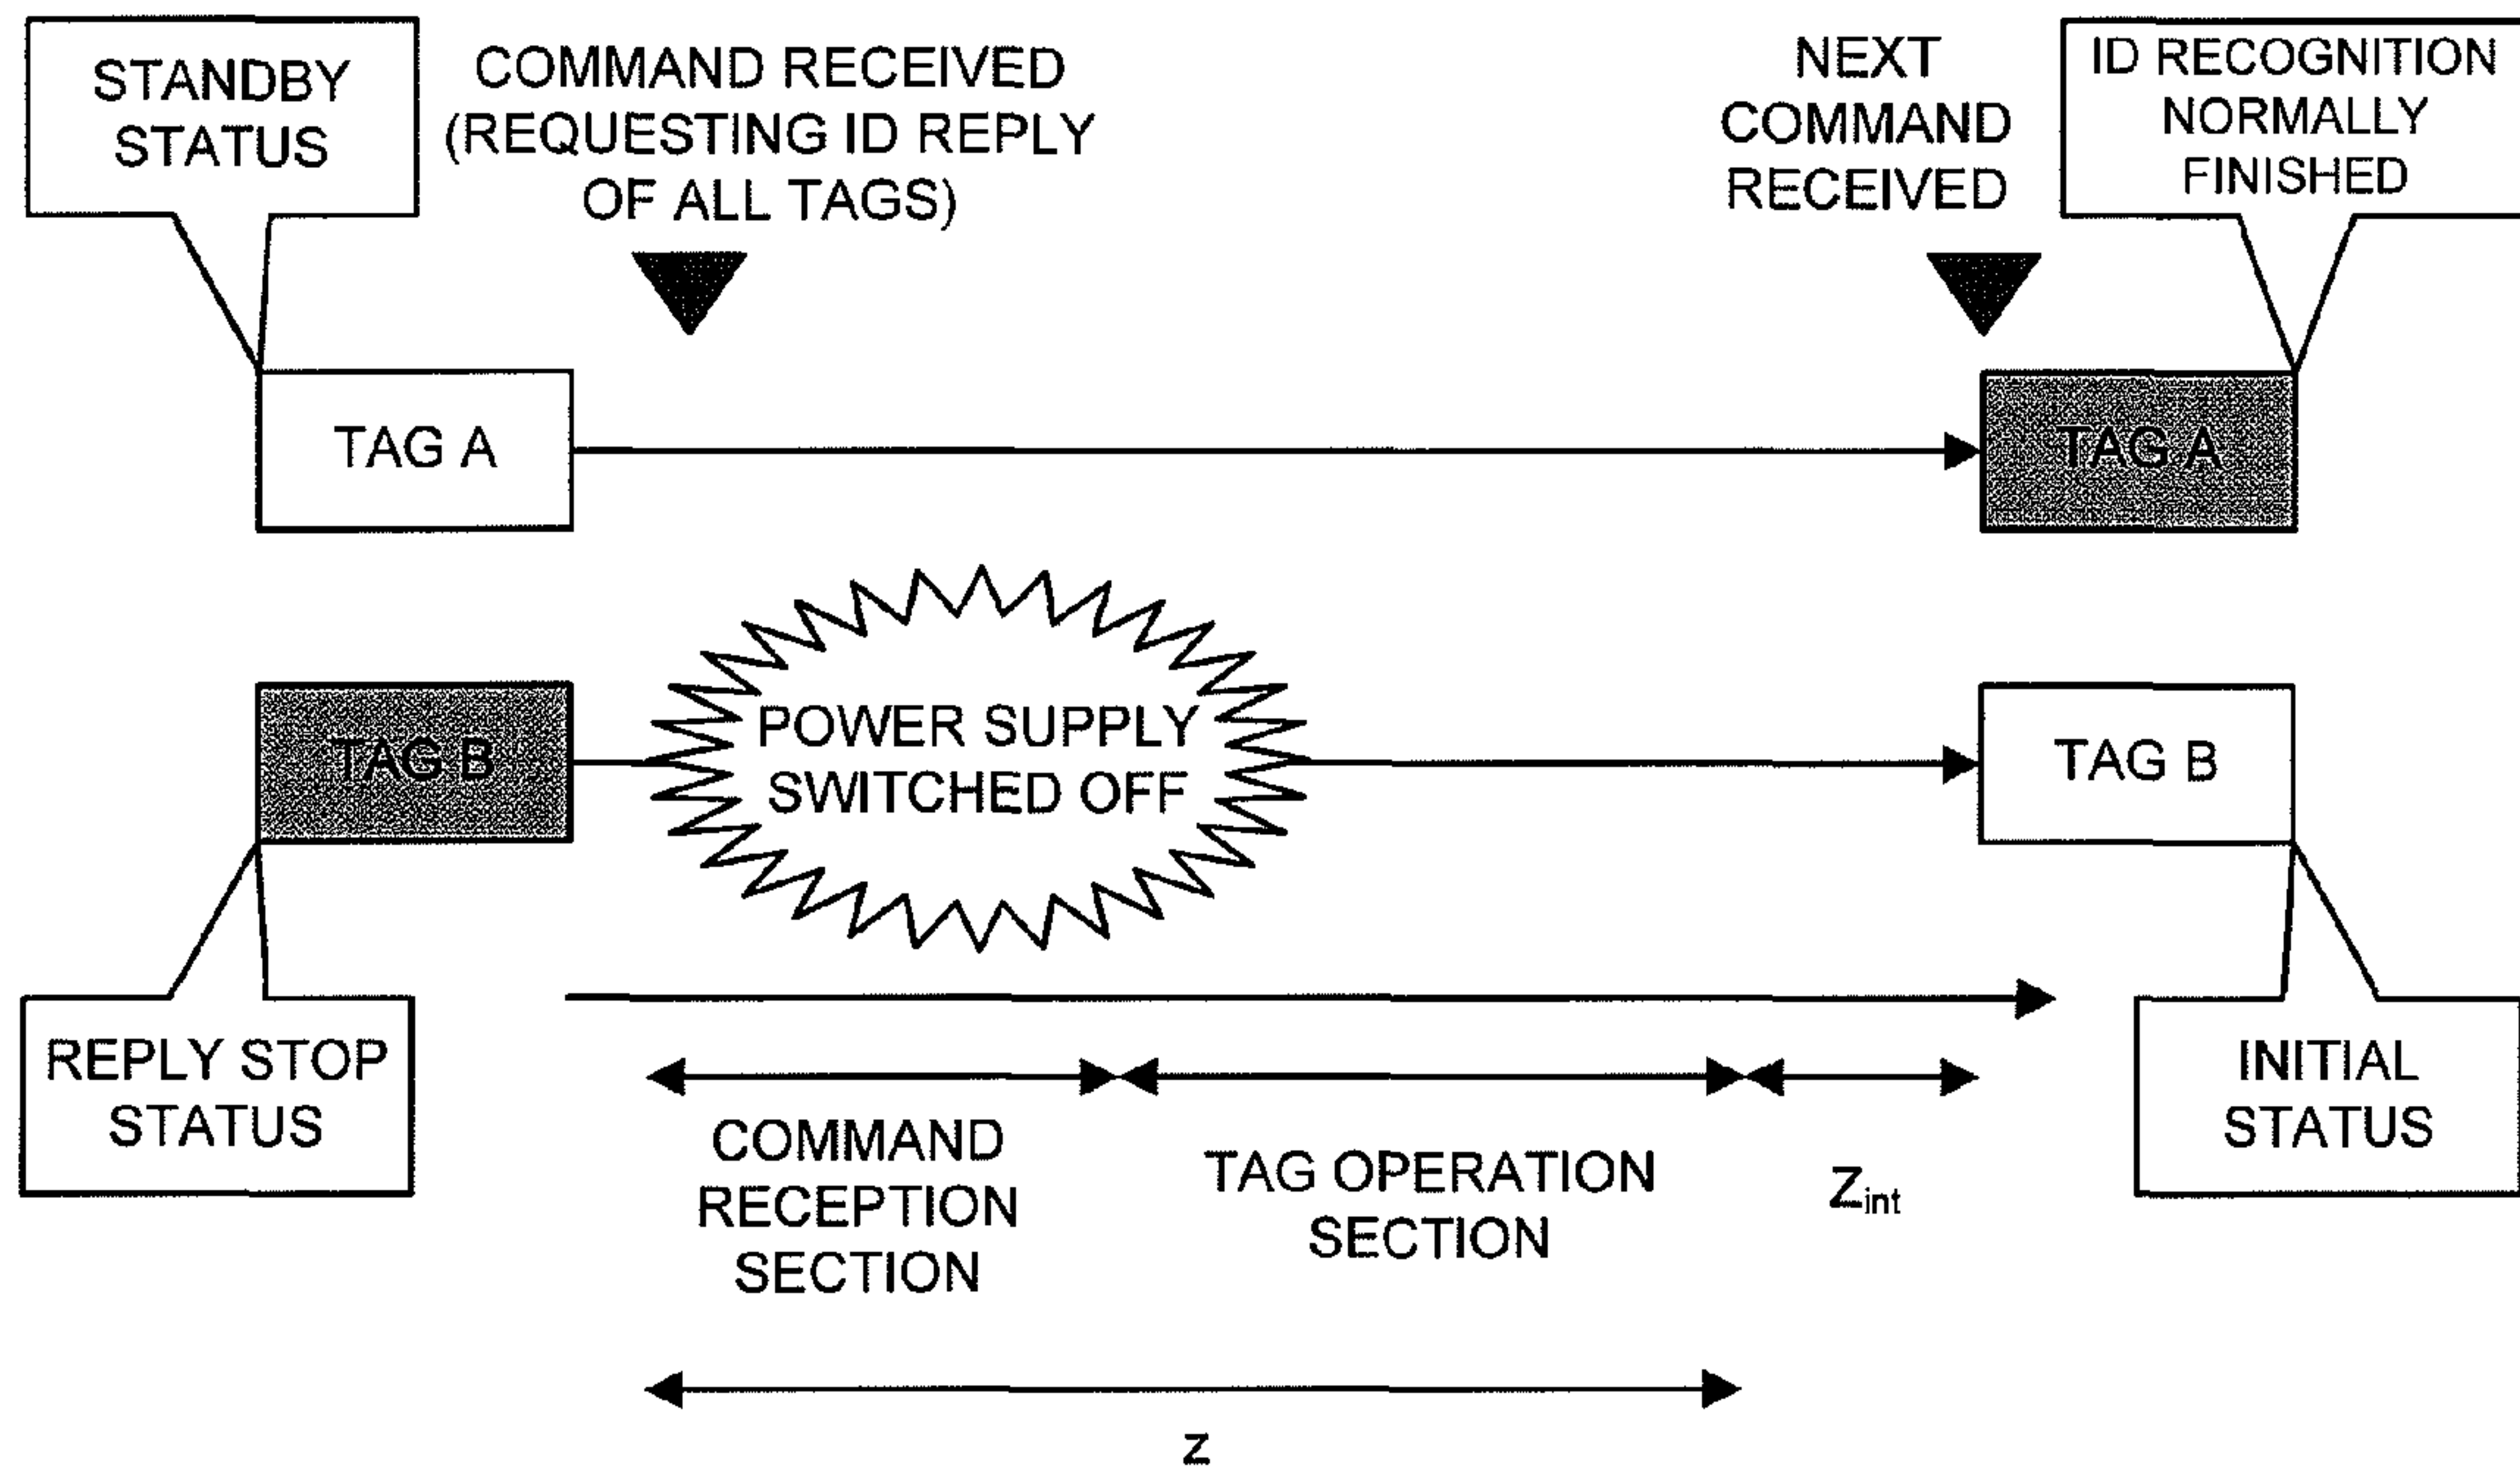 STANDBY
STATUS
COMMAND RECEIVED
(REQUESTING ID REPLY
OF ALL TAGS)
NEXT
COMMAND
RECEIVED
ID RECOGNITION
NORMALLY
FINISHED
TAG A
TAG A
TAG B
POWER SUPPLY
SWITCHED OFF
TAG B
REPLY STOP
STATUS
COMMAND
RECEPTION
SECTION
TAG OPERATION
SECTION
Zint
INITIAL
STATUS
z